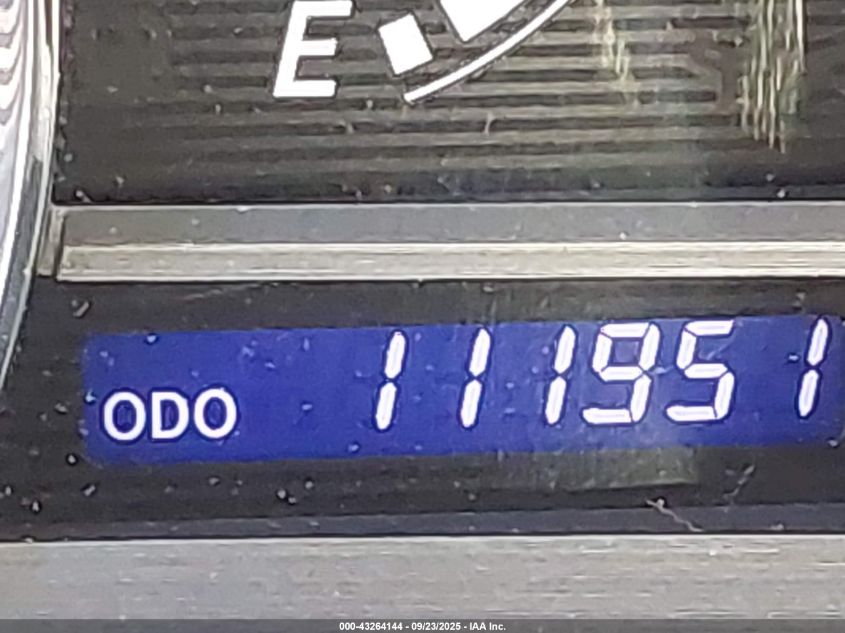 E
ODO 111951
000-43264144 - 09/23/2025 - IAA Inc.